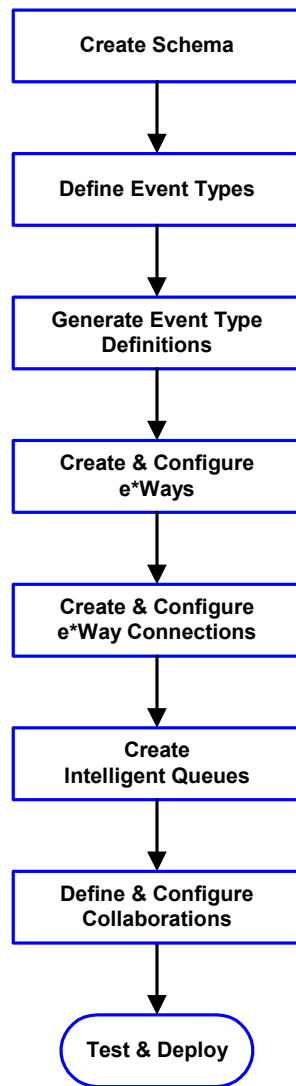 Create Schema
Define Event Types
Generate Event Type
Definitions
Create & Configure
e*Ways
Create & Configure
e*Way Connections
Create
Intelligent Queues
Define & Configure
Collaborations
Test & Deploy